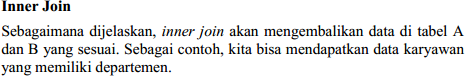 Inner Join
Sebagaimana dijelaskan, inner join akan mengembalikan data di tabel A
dan B yang sesuai. Sebagai contoh, kita bisa mendapatkan data karyawan
yang memiliki departemen.